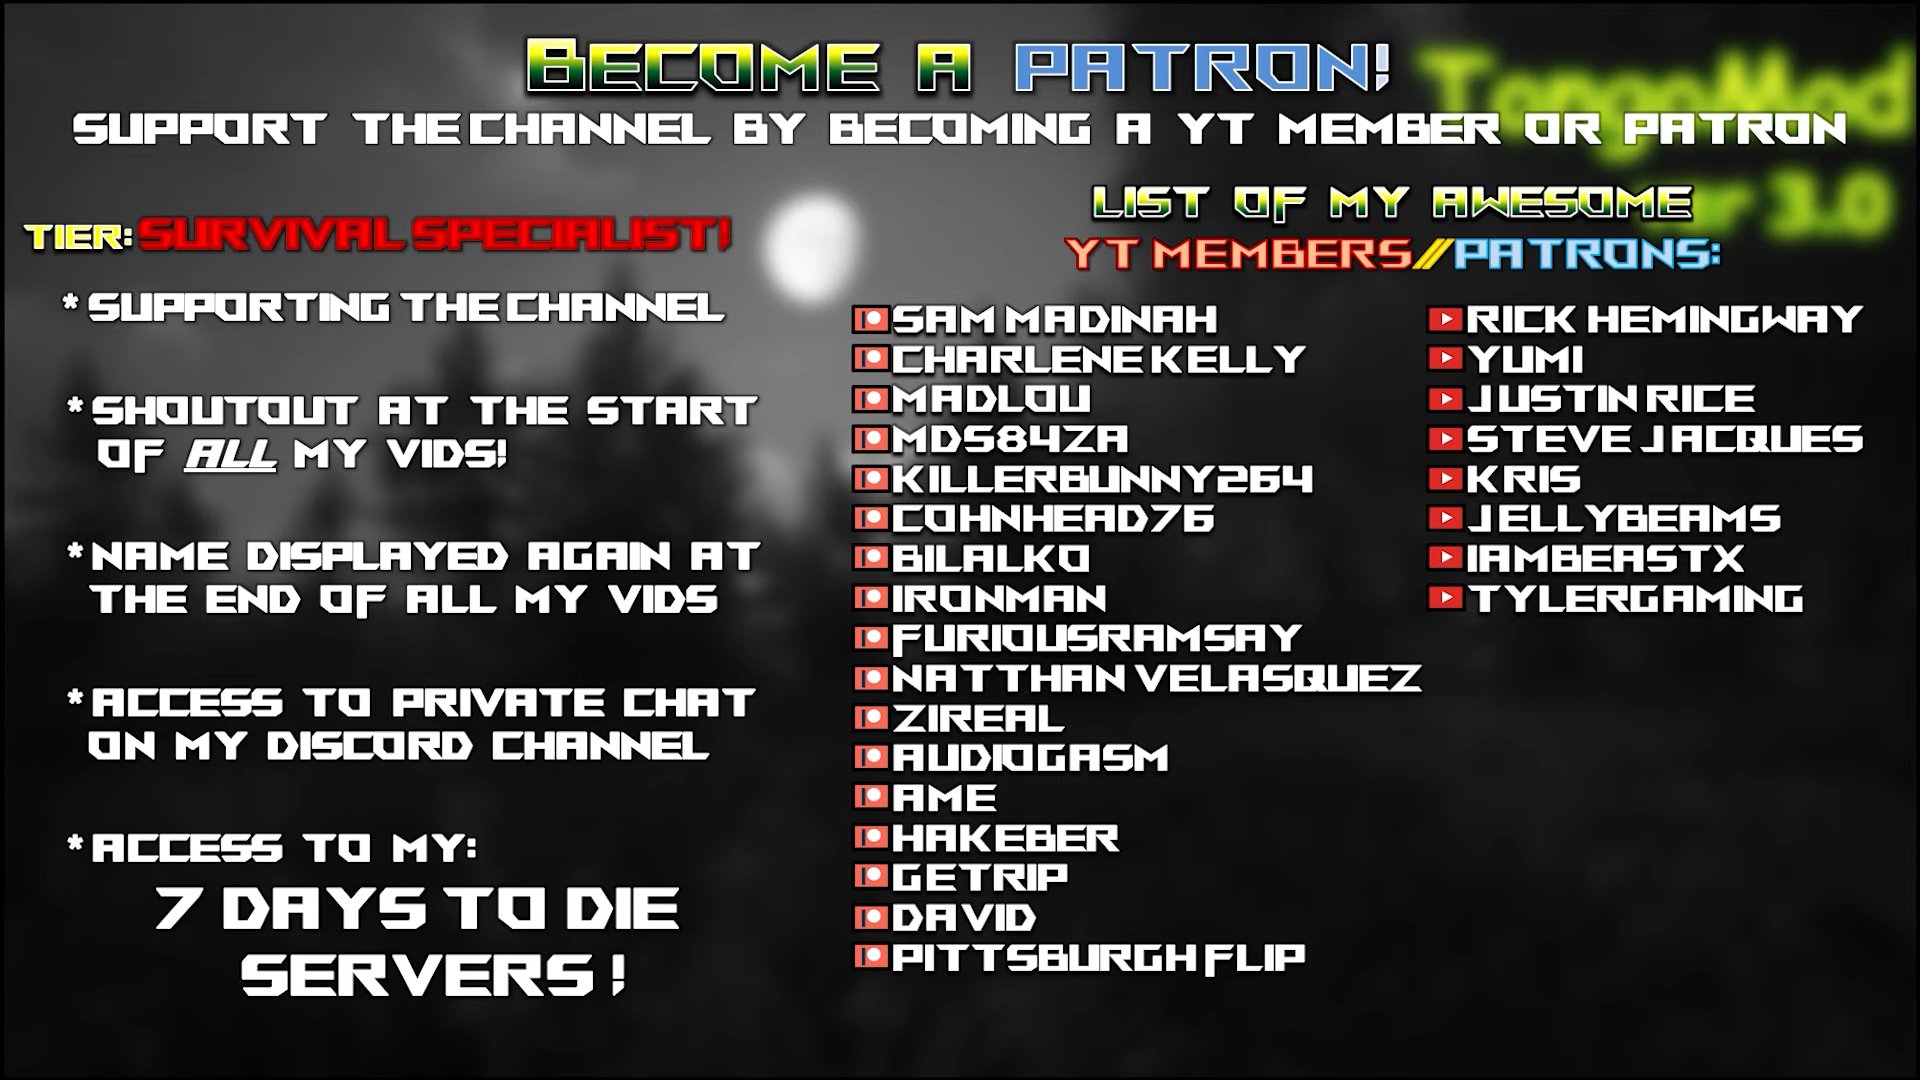 BECOME A PATRON!
SUPPORT THE CHANNEL BY BECOMING A YT MEMBER OR PATRON
TangoMod
ver 3.0
TIER: SURVIVAL SPECIALIST!
* SUPPORTING THE CHANNEL
* SHOUTOUT AT THE START
OF ALL MY VIDS!
* NAME DISPLAYED AGAIN AT
THE END OF ALL MY VIDS
* ACCESS TO PRIVATE CHAT
ON MY DISCORD CHANNEL
* ACCESS TO MY:
7 DAYS TO DIE
SERVERS !
LIST OF MY AWESOME
YT MEMBERS//PATRONS:
SAM MADINAH
CHARLENE KELLY
MADLOU
MDS84ZA
KILLERBUNNY264
COHNHEAD76
BILALKO
IRONMAN
FURIOUSRAMSAY
NATTHAN VELASQUEZ
ZIREAL
AUDIOGASM
AME
HAKEBER
GETRIP
DAVID
PITTSBURGH FLIP
RICK HEMINGWAY
YUMI
JUSTIN RICE
STEVE JACQUES
KRIS
JELLYBEAMS
IAMBEASTX
TYLERGAMING